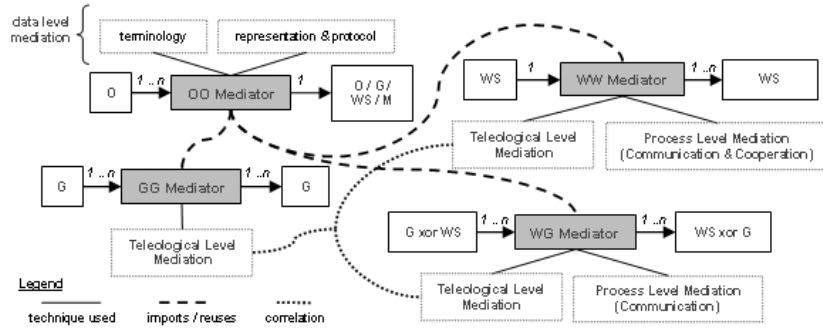 data level
mediation
terminology
representation & protocol
1 ..n
1
O
OO Mediator
O / G /
WS / M
1
1 ..n
WS
WW Mediator
WS
Teleological Level
Mediation
Process Level Mediation
(Communication & Cooperation)
1 ..n
1 ..n
G
GG Mediator
G
Teleological Level
Mediation
1 ..n
1 ..n
G xor WS
WG Mediator
WS xor G
Teleological Level
Mediation
Process Level Mediation
(Communication)
Legend
technique used
imports / reuses
correlation